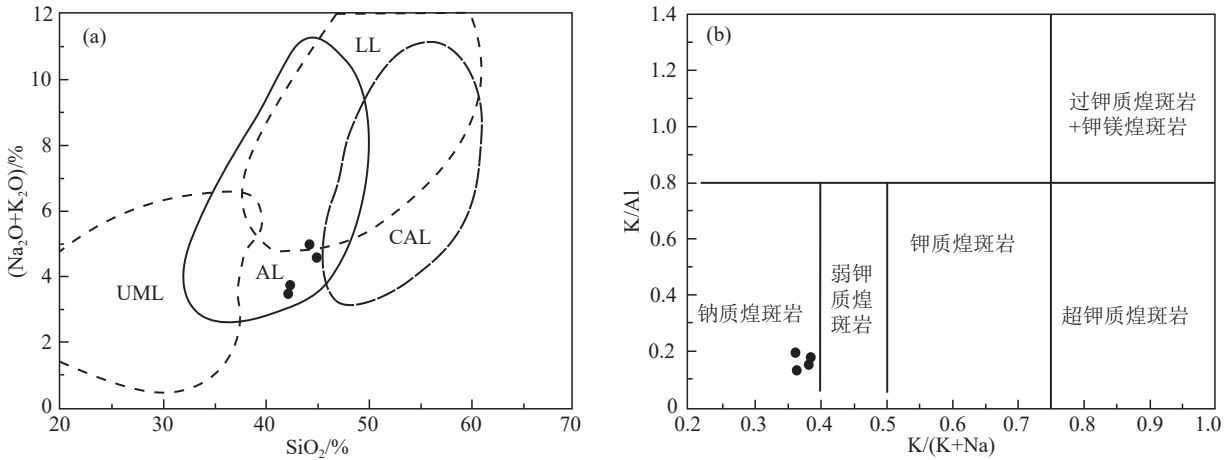 (a)
(Na₂O+K₂O)/%
12
10
8
6
4
2
0
LL
CAL
AL
UML
20
30
40
50
60
70
SiO₂/%
(b)
K/Al
1.4
1.2
1.0
0.8
0.6
0.4
0.2
0
过钾质煌斑岩
+钾镁煌斑岩
钾质煌斑岩
弱钾
质煌
斑岩
钠质煌斑岩
超钾质煌斑岩
0.2
0.3
0.4
0.5
0.6
0.7
0.8
0.9
1.0
K/(K+Na)